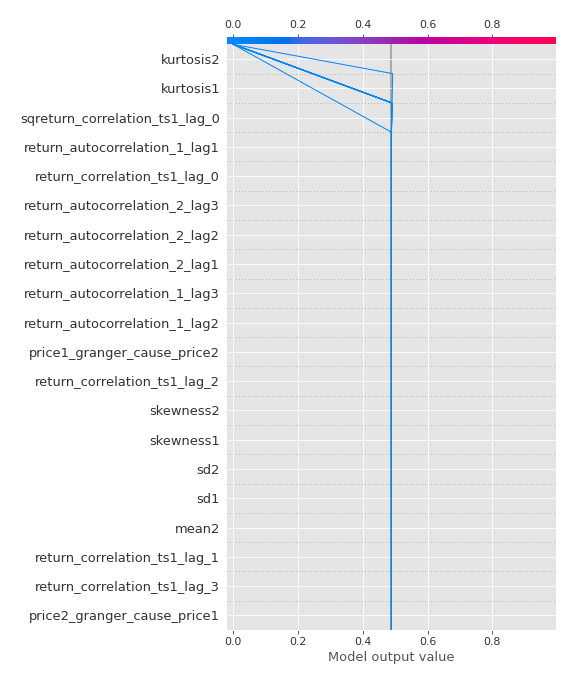 0.0 0.2 0.4 0.6 0.8
kurtosis2
kurtosis1
sqreturn_correlation_ts1_lag_0
return_autocorrelation_1_lag1
return_correlation_ts1_lag_0
return_autocorrelation_2_lag3
return_autocorrelation_2_lag2
return_autocorrelation_2_lag1
return_autocorrelation_1_lag3
return_autocorrelation_1_lag2
price1_granger_cause_price2
return_correlation_ts1_lag_2
skewness2
skewness1
sd2
sd1
mean2
return_correlation_ts1_lag_1
return_correlation_ts1_lag_3
price2_granger_cause_price1
0.0 0.2 0.4 0.6 0.8
Model output value